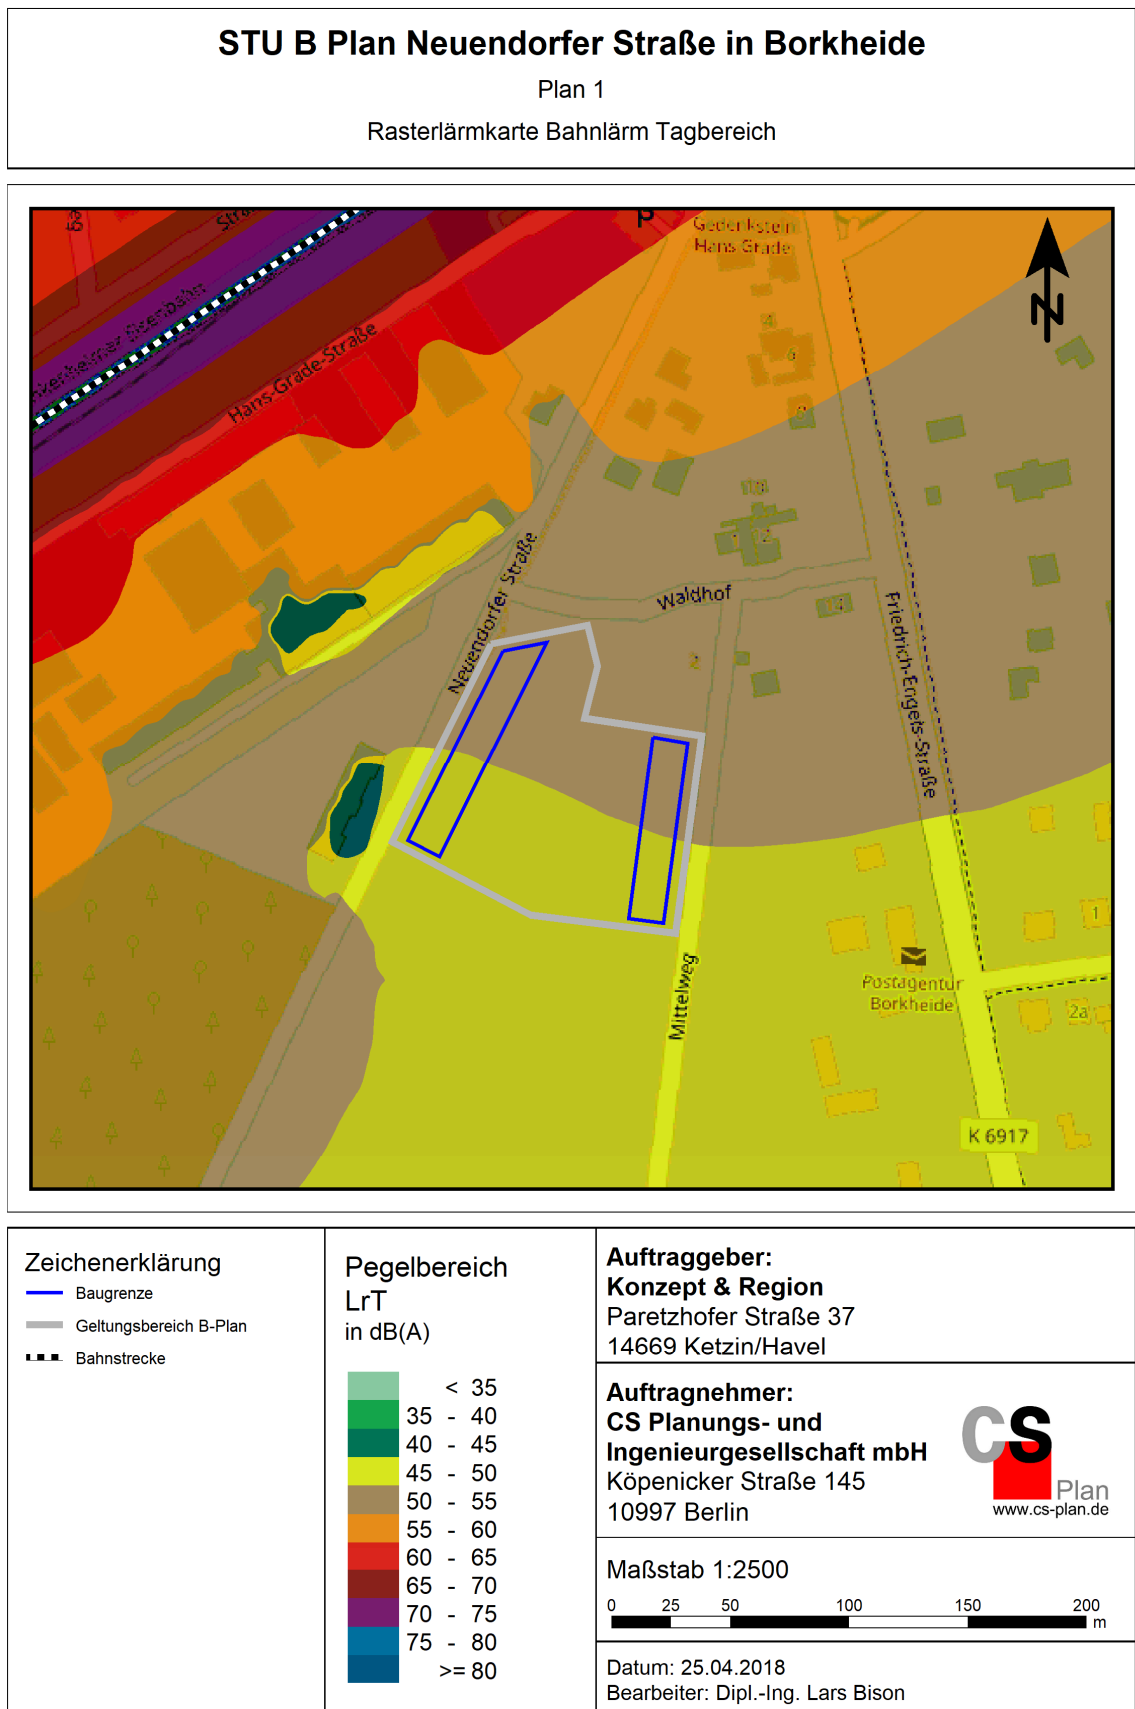 STU B Plan Neuendorfer Straße in Borkheide
Plan 1
Rasterlärmkarte Bahnlärm Tagbereich
P
Gedenkstein
Hans Grade
N
Hans-Grade-Straße
4
6
8
Neuendorfer Straße
Waldhof
2
Friedrich-Engels-Straße
Mittelweg
Postagentur
Borkheide
1
2a
K 6917
Zeichenerklärung
Baugrenze
Geltungsbereich B-Plan
Bahnstrecke
Pegelbereich
LrT
in dB(A)
< 35
35 - 40
40 - 45
45 - 50
50 - 55
55 - 60
60 - 65
65 - 70
70 - 75
75 - 80
>= 80
Auftraggeber:
Konzept & Region
Paretzhofer Straße 37
14669 Ketzin/Havel
Auftragnehmer:
CS Planungs- und
Ingenieurgesellschaft mbH
Köpenicker Straße 145
10997 Berlin
CS
Plan
www.cs-plan.de
Maßstab 1:2500
0 25 50 100 150 200
m
Datum: 25.04.2018
Bearbeiter: Dipl.-Ing. Lars Bison